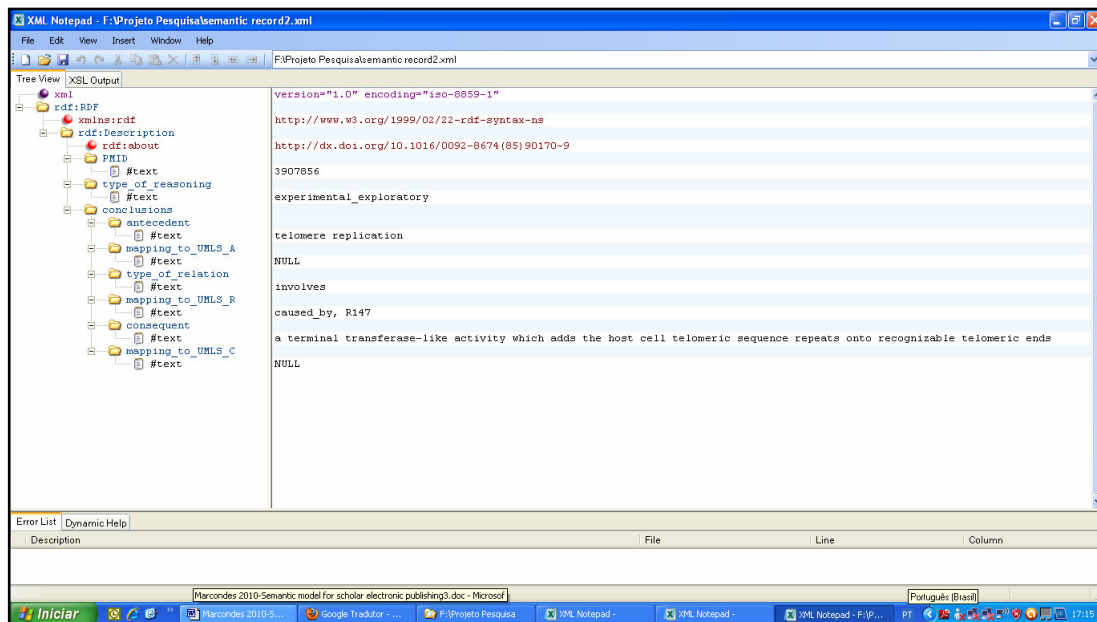 XML Notepad - F:\Projeto Pesquisa\semantic record2.xml
File Edit View Insert Window Help
F:\Projeto Pesquisa\semantic record2.xml
Tree View XSL Output
xml version="1.0" encoding="iso-8859-1"
rdf:RDF
xmlns:rdf http://www.w3.org/1999/02/22-rdf-syntax-ns
rdf:Description
rdf:about http://dx.doi.org/10.1016/0092-8674(85)90170-9
PMID
#text 3907856
type_of_reasoning
#text experimental_exploratory
conclusions
antecedent
#text telomere replication
mapping_to_UMLS_A
#text NULL
type_of_relation
#text involves
mapping_to_UMLS_R
#text caused_by, R147
consequent
#text a terminal transferase-like activity which adds the host cell telomeric sequence repeats onto recognizable telomeric ends
mapping_to_UMLS_C
#text NULL
Error List Dynamic Help
Description File Line Column
Marcondes 2010-Semantic model for scholar electronic publishing3.doc - Microsof
Português (Brasil)
Iniciar » Marcondes 2010-S... Google Tradutor - ... F:\Projeto Pesquisa XML Notepad - XML Notepad - XML Notepad - F:\P... PT 17:15